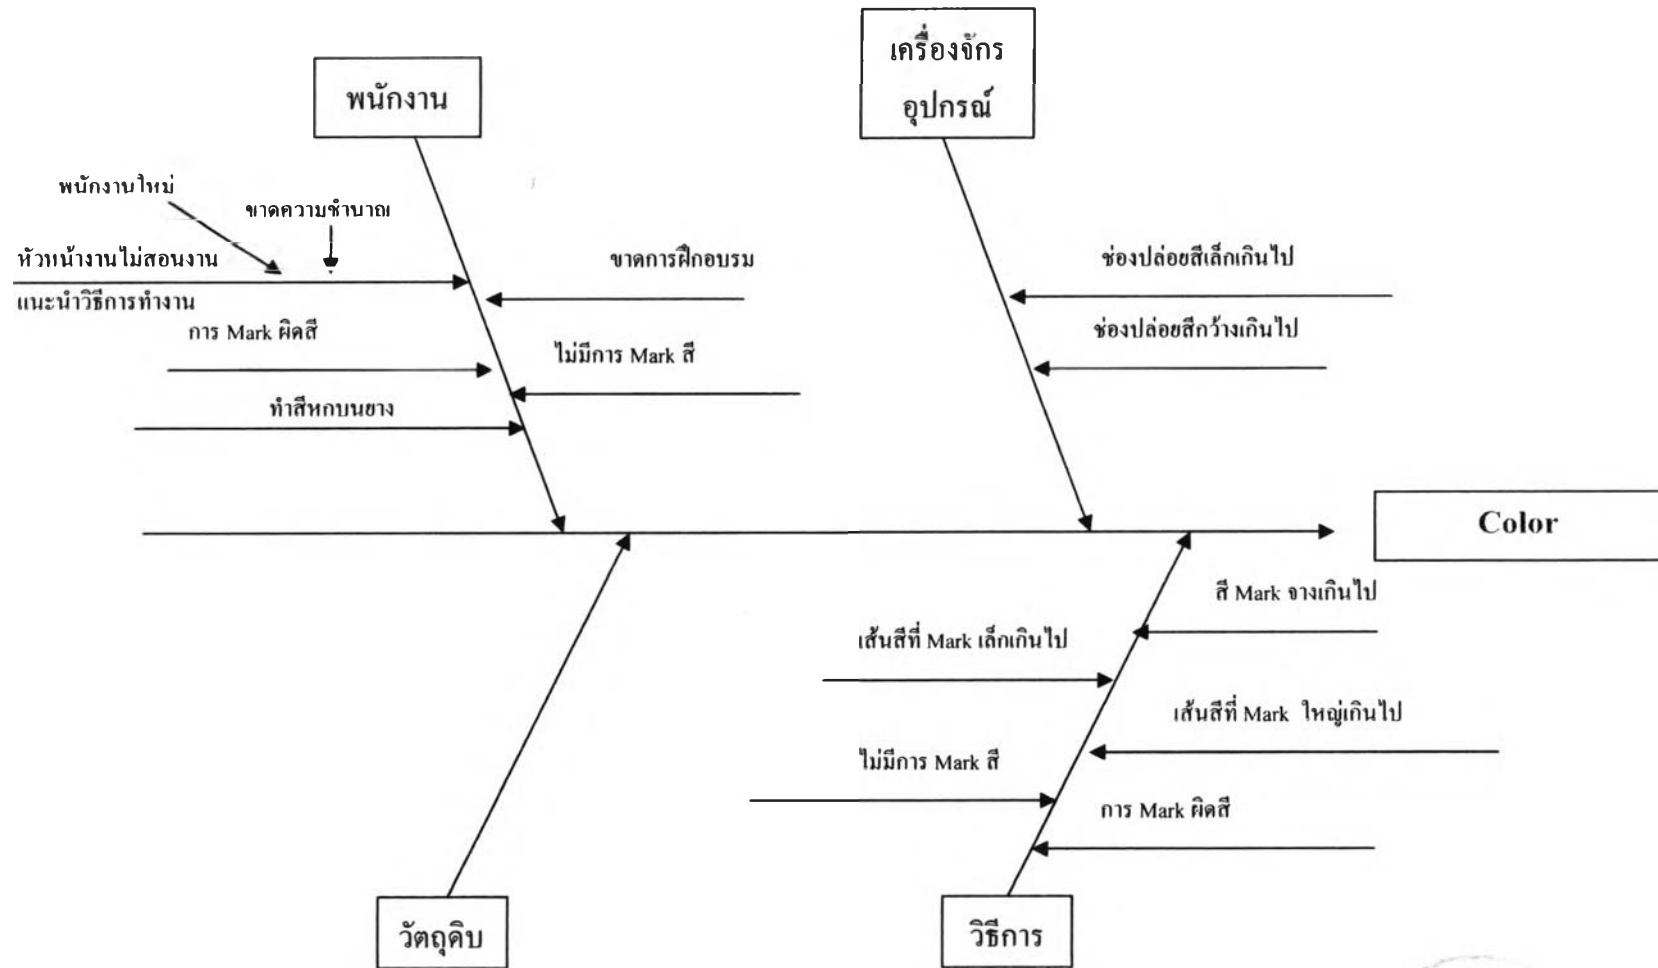 เครื่องจักร
อุปกรณ์
พนักงาน
พนักงานใหม่
ขาดความชำนาญ
หัวหน้างานไม่สอนงาน
แนะนำวิธีการทำงาน
ขาดการฝึกอบรม
ช่องปล่อยสีเล็กเกินไป
การ Mark ผิดสี
ไม่มีการ Mark สี
ช่องปล่อยสีกว้างเกินไป
ทำสีหกบนยาง
Color
สี Mark จางเกินไป
เส้นสีที่ Mark เล็กเกินไป
เส้นสีที่ Mark ใหญ่เกินไป
ไม่มีการ Mark สี
การ Mark ผิดสี
วัตถุดิบ
วิธีการ